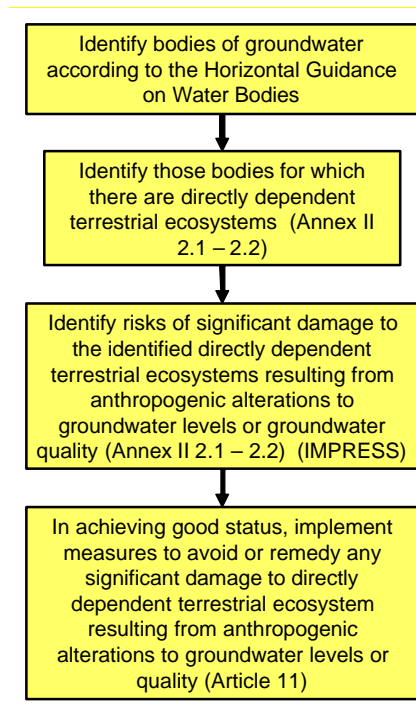 Identify bodies of groundwater
according to the Horizontal Guidance
on Water Bodies
Identify those bodies for which
there are directly dependent
terrestrial ecosystems (Annex II
2.1 – 2.2)
Identify risks of significant damage to
the identified directly dependent
terrestrial ecosystems resulting from
anthropogenic alterations to
groundwater levels or groundwater
quality (Annex II 2.1 – 2.2) (IMPRESS)
In achieving good status, implement
measures to avoid or remedy any
significant damage to directly
dependent terrestrial ecosystem
resulting from anthropogenic
alterations to groundwater levels or
quality (Article 11)